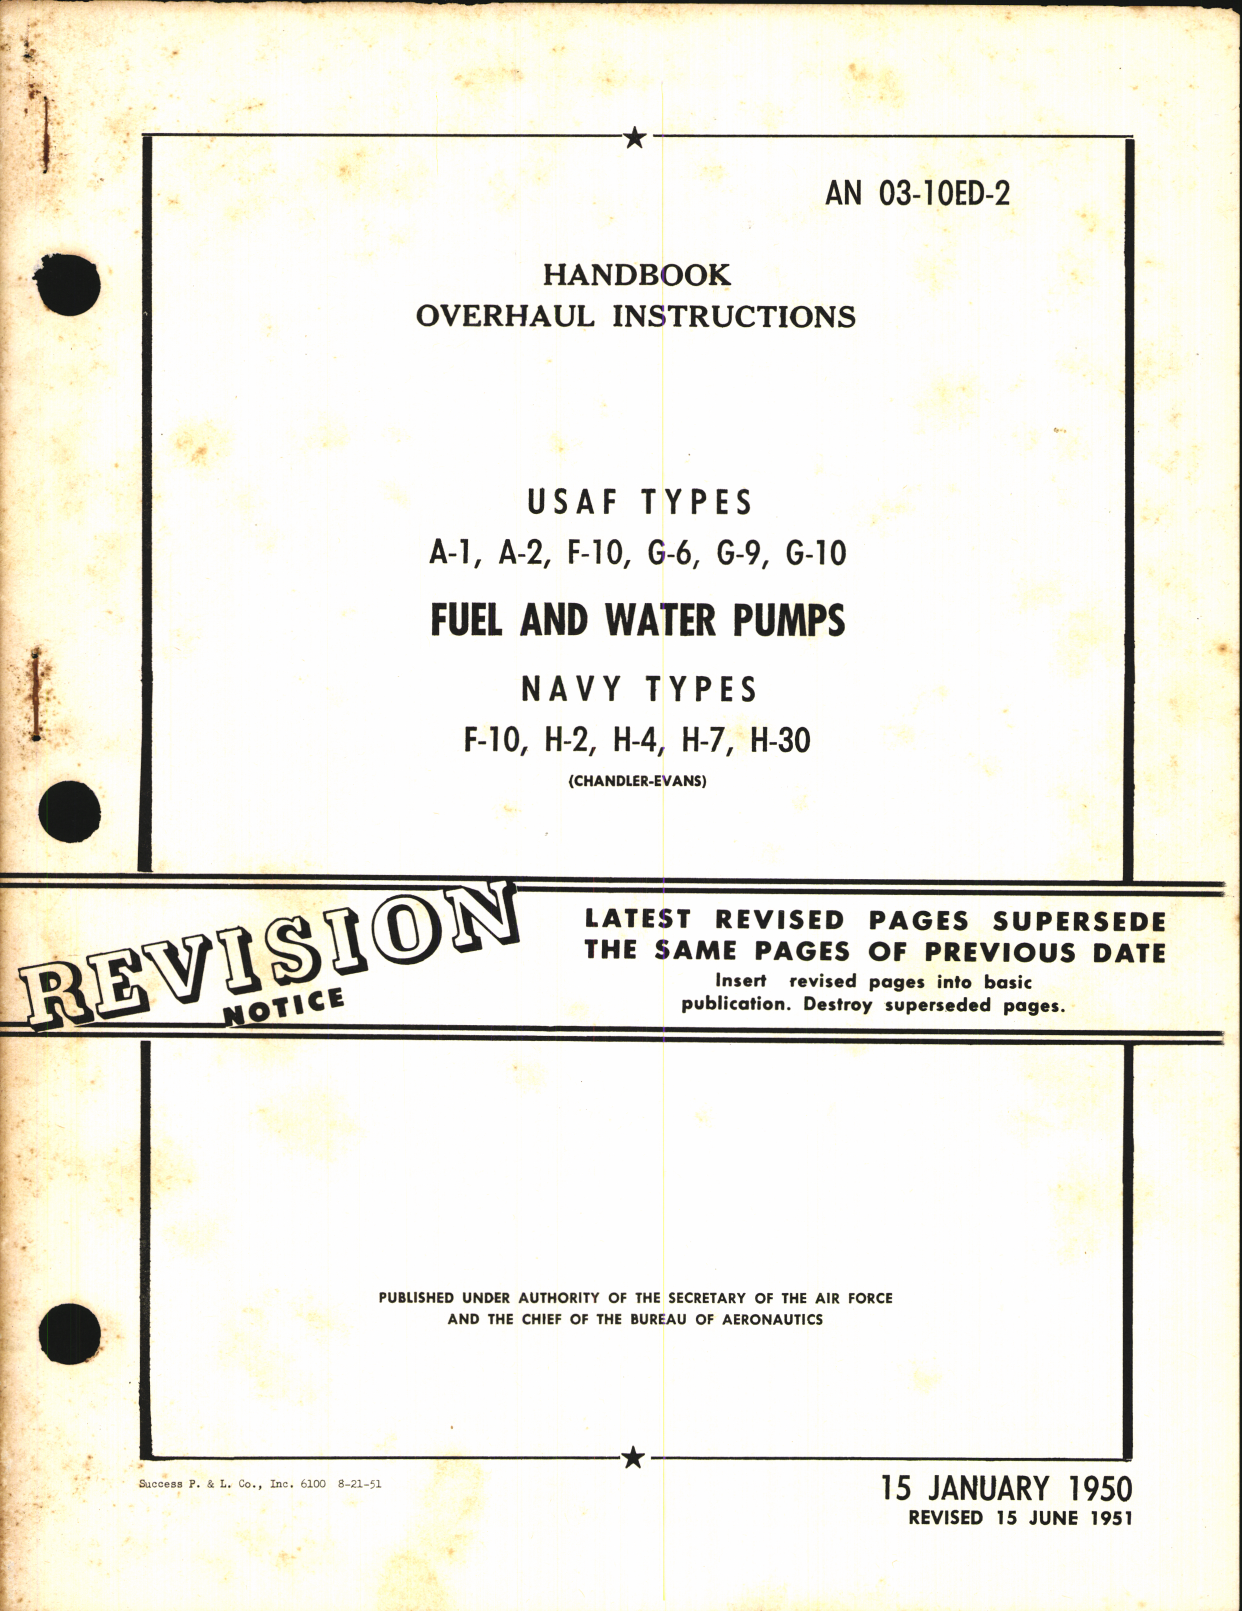 AN 03-10ED-2
HANDBOOK
OVERHAUL INSTRUCTIONS
USAF TYPES
A-1, A-2, F-10, G-6, G-9, G-10
FUEL AND WATER PUMPS
NAVY TYPES
F-10, H-2, H-4, H-7, H-30
(CHANDLER-EVANS)
REVISION
NOTICE
LATEST REVISED PAGES SUPERSEDE
THE SAME PAGES OF PREVIOUS DATE
Insert revised pages into basic
publication. Destroy superseded pages.
PUBLISHED UNDER AUTHORITY OF THE SECRETARY OF THE AIR FORCE
AND THE CHIEF OF THE BUREAU OF AERONAUTICS
Success P. & L. Co., Inc. 6100 8-21-51
15 JANUARY 1950
REVISED 15 JUNE 1951